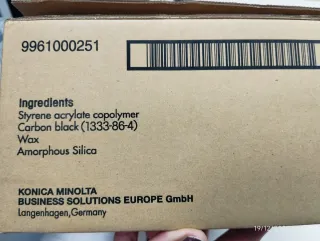 9961000251
Ingredients
Styrene acrylate copolymer
Carbon black (1333-86-4)
Wax
Amorphous Silica
KONICA MINOLTA
BUSINESS SOLUTIONS EUROPE GmbH
Langenhagen,Germany